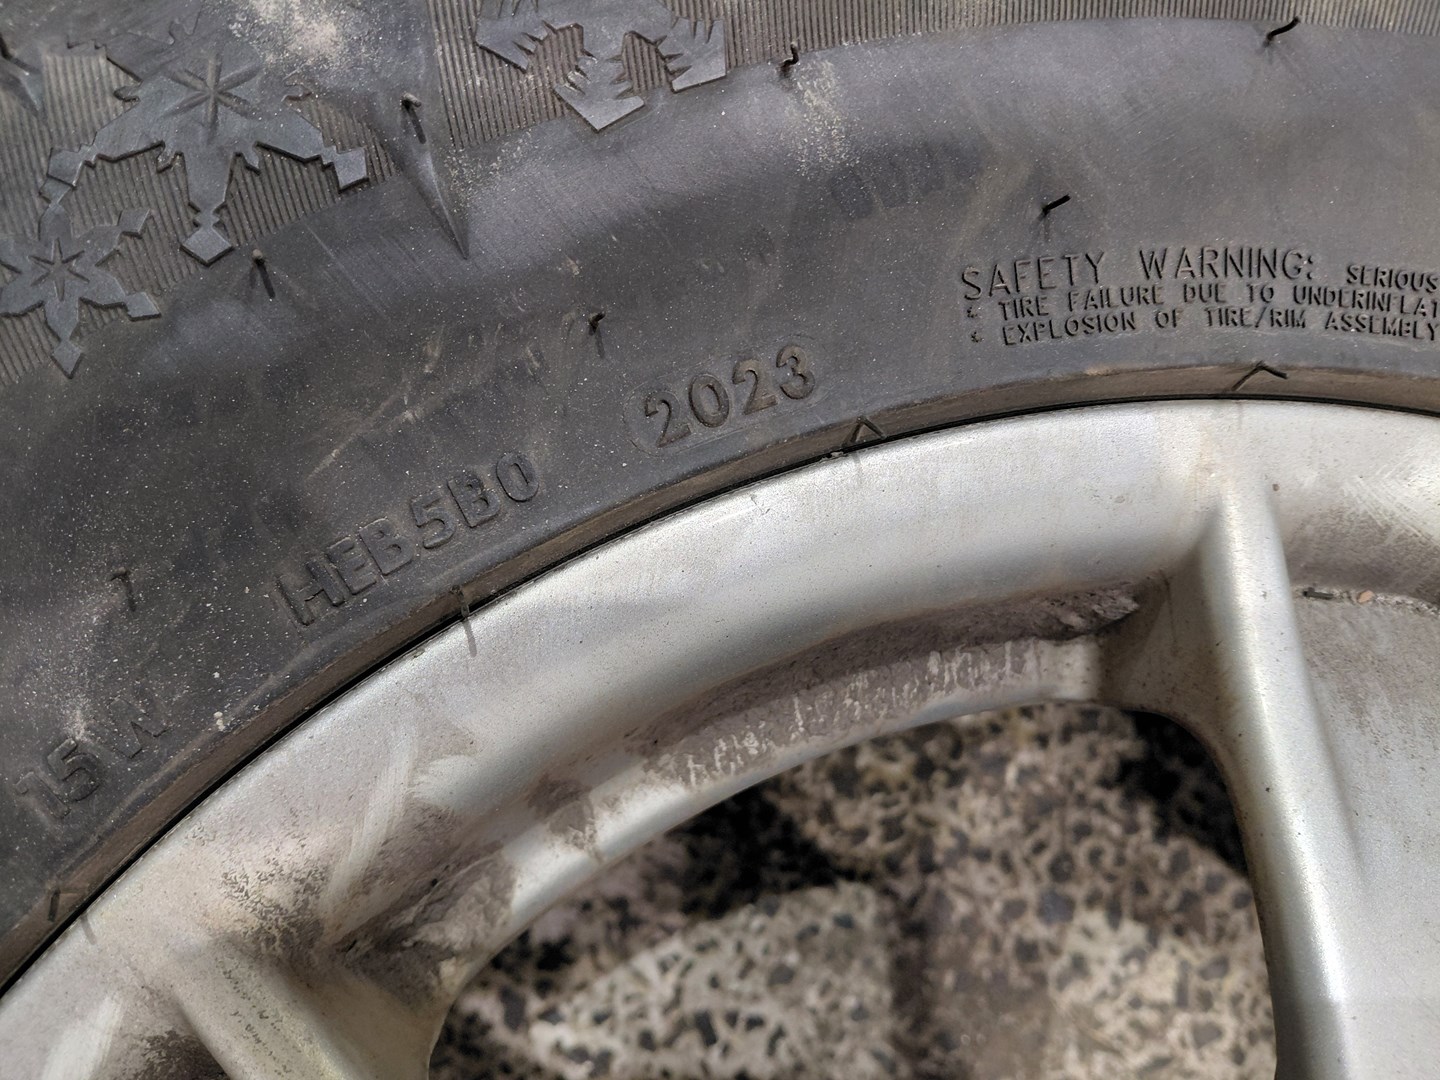 SAFETY WARNING: SERIOUS
TIRE FAILURE DUE TO UNDERINFLAT
EXPLOSION OF TIRE/RIM ASSEMBLY
2023
HEB5B0